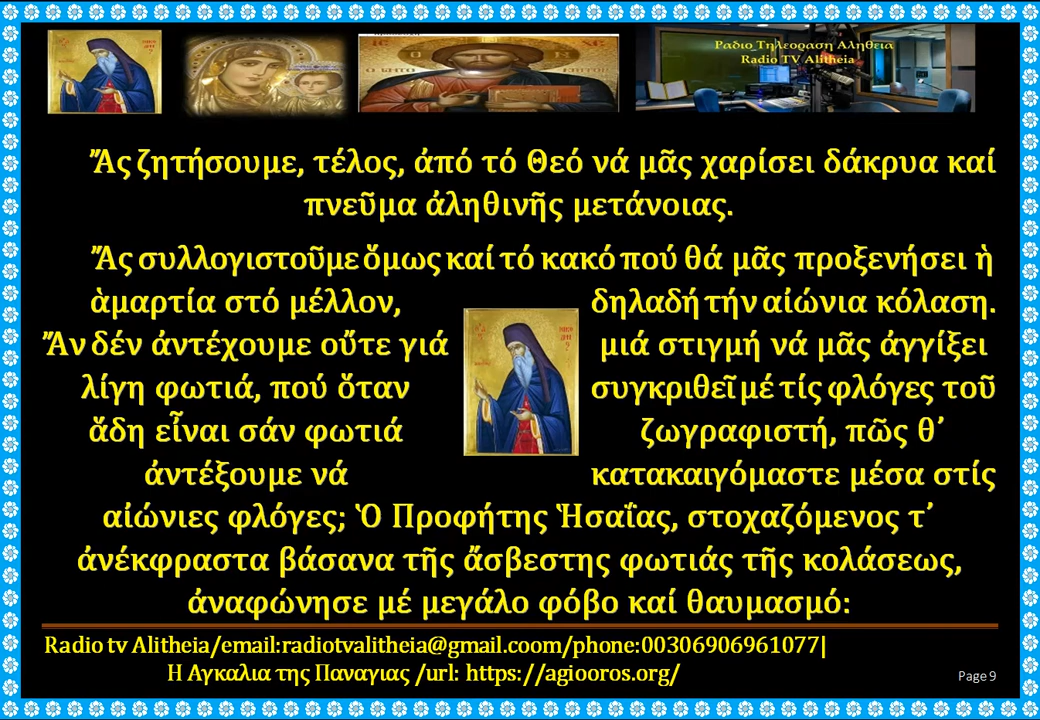 Ραδιο Τηλεοραση Αληθεια
Radio TV Alitheia
Ἄς ζητήσουμε, τέλος, ἀπό τό Θεό νά μᾶς χαρίσει δάκρυα καί
πνεῦμα ἀληθινῆς μετάνοιας.
Ἄς συλλογιστοῦμε ὅμως καί τό κακό πού θά μᾶς προξενήσει ἡ
ἁμαρτία στό μέλλον, δηλαδή τήν αἰώνια κόλαση.
Ἄν δέν ἀντέχουμε οὔτε γιά μιά στιγμή νά μᾶς ἀγγίξει
λίγη φωτιά, πού ὅταν συγκριθεῖ μέ τίς φλόγες τοῦ
ἅδη εἶναι σάν φωτιά ζωγραφιστή, πῶς θ᾽
ἀντέξουμε νά κατακαιγόμαστε μέσα στίς
αἰώνιες φλόγες; Ὁ Προφήτης Ἡσαΐας, στοχαζόμενος τ᾽
ἀνέκφραστα βάσανα τῆς ἄσβεστης φωτιάς τῆς κολάσεως,
ἀναφώνησε μέ μεγάλο φόβο καί θαυμασμό:
Radio tv Alitheia/email:radiotvalitheia@gmail.coom/phone:00306906961077|
Η Αγκαλια της Παναγιας /url: https://agiooros.org/
Page 9